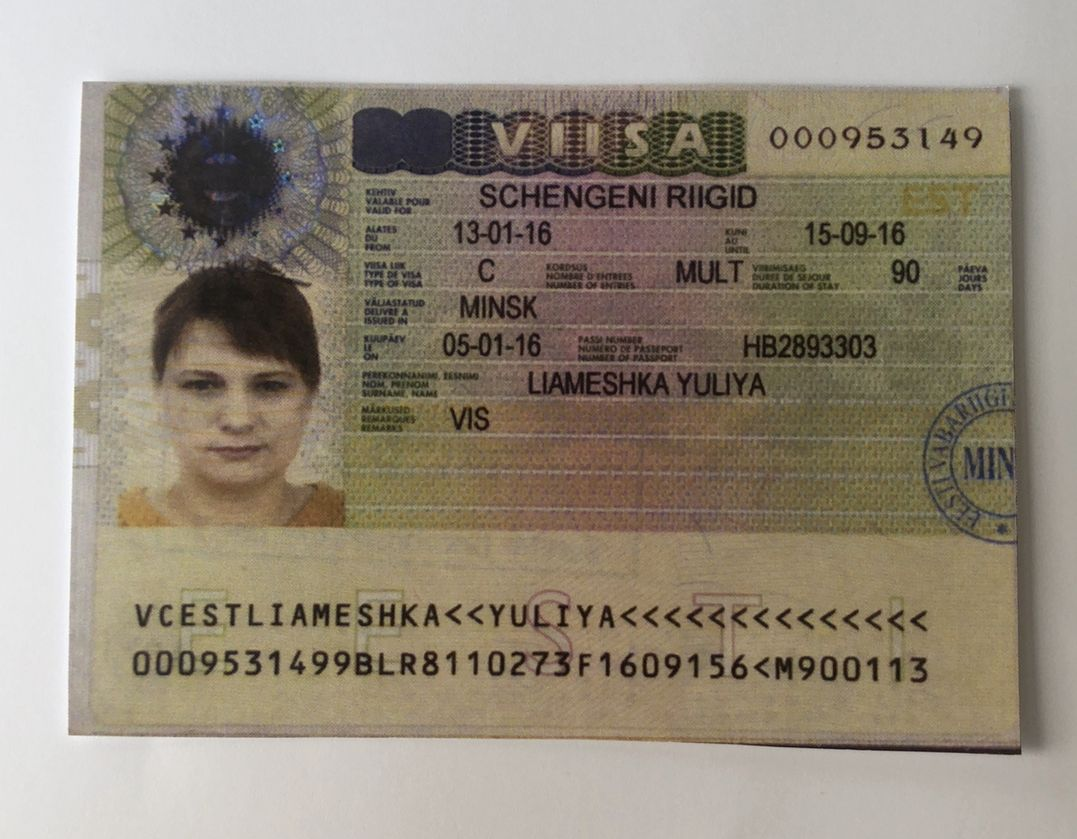 VIISA 000953149
KEHTIV VALABLE POUR VALID FOR SCHENGENI RIIGID EST
ALATES DU FROM 13-01-16 KUNI AU UNTIL 15-09-16
VIISA LIIK TYPE DE VISA TYPE OF VISA C KORDSUS NOMBRE D'ENTREES NUMBER OF ENTRIES MULT VIIBIMISAEG DUREE DE SEJOUR DURATION OF STAY 90 PÄEVA JOURS DAYS
VÄLJASTATUD DELIVRE A ISSUED IN MINSK
KUUPÄEV LE ON 05-01-16 PASSI NUMBER NUMERO DE PASSEPORT NUMBER OF PASSPORT HB2893303
PEREKONNANIMI, EESNIMI NOM, PRENOM SURNAME, NAME LIAMESHKA YULIYA
MÄRKUSED REMARQUES REMARKS VIS
EESTI VABARIIGI
MIN
EESTI
VCESTLIAMESHKA<<YULIYA<<<<<<<<<<<<<<
0009531499BLR8110273F1609156<M900113